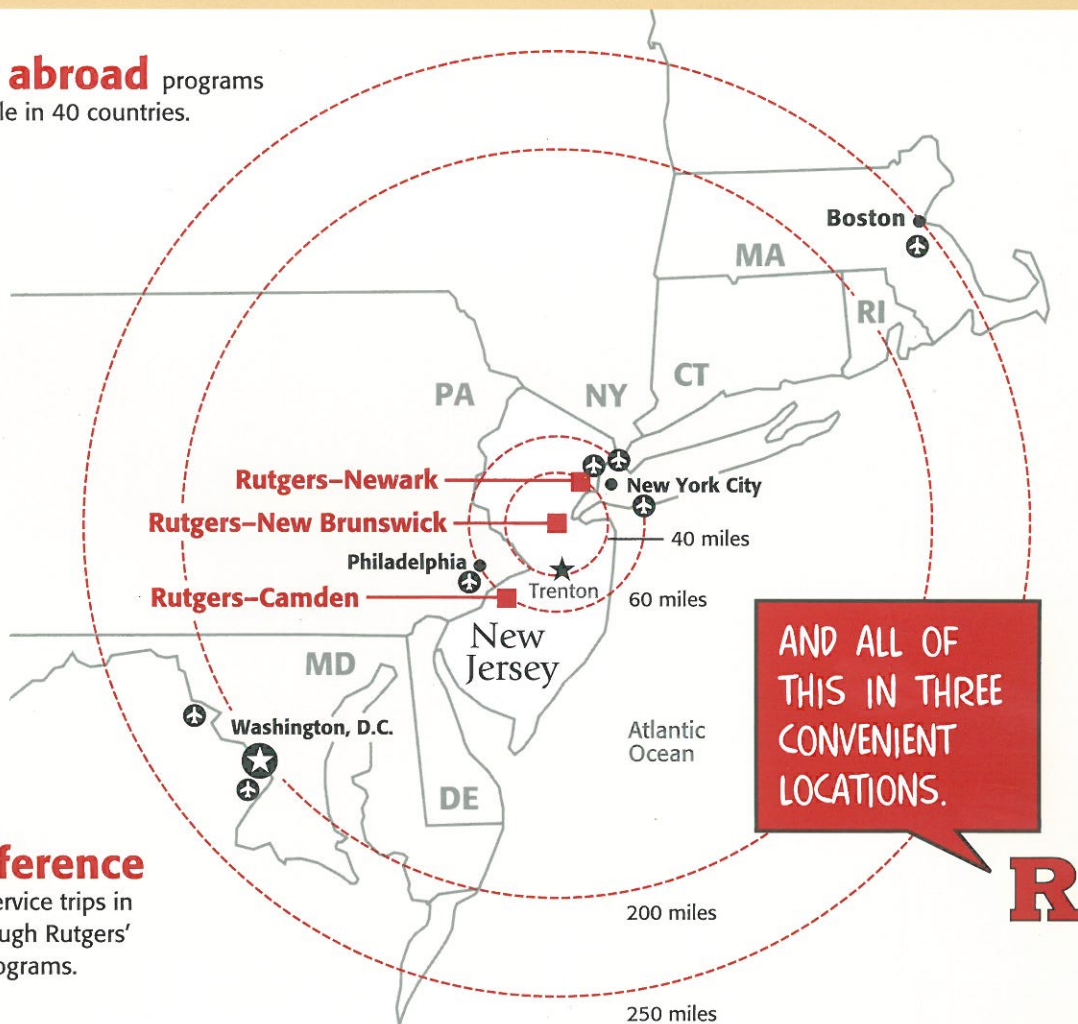 abroad programs
le in 40 countries.
Boston
MA
RI
CT
PA
NY
Rutgers–Newark
New York City
Rutgers–New Brunswick
40 miles
Philadelphia
Trenton
60 miles
Rutgers–Camden
New
Jersey
AND ALL OF
THIS IN THREE
CONVENIENT
LOCATIONS.
MD
Washington, D.C.
Atlantic
Ocean
DE
ference
ervice trips in
ugh Rutgers’
ograms.
R
200 miles
250 miles